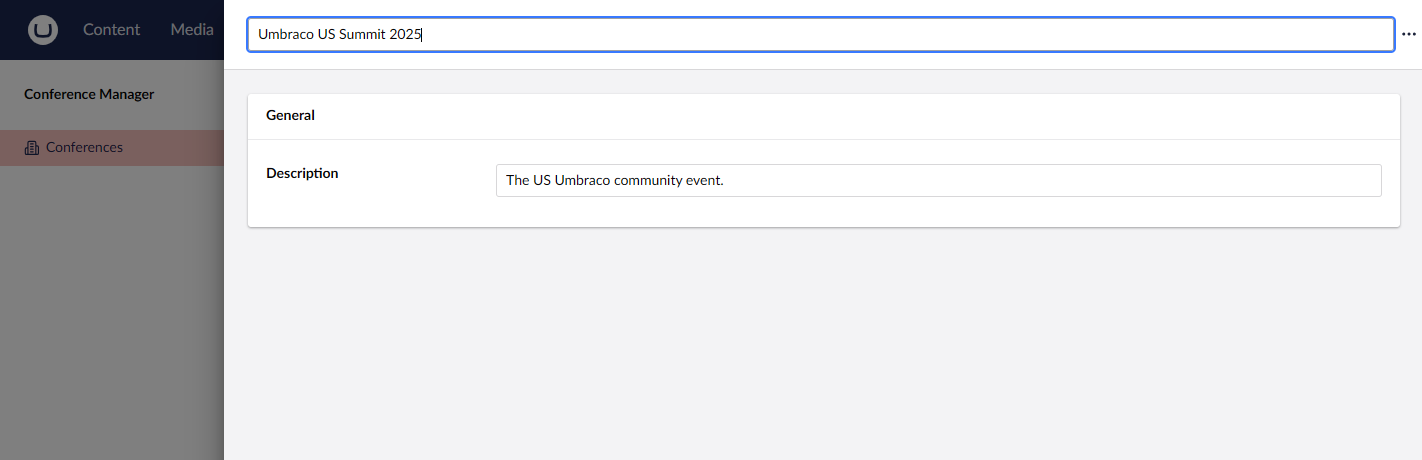 Content Media
Umbraco US Summit 2025
Conference Manager
Conferences
General
Description
The US Umbraco community event.